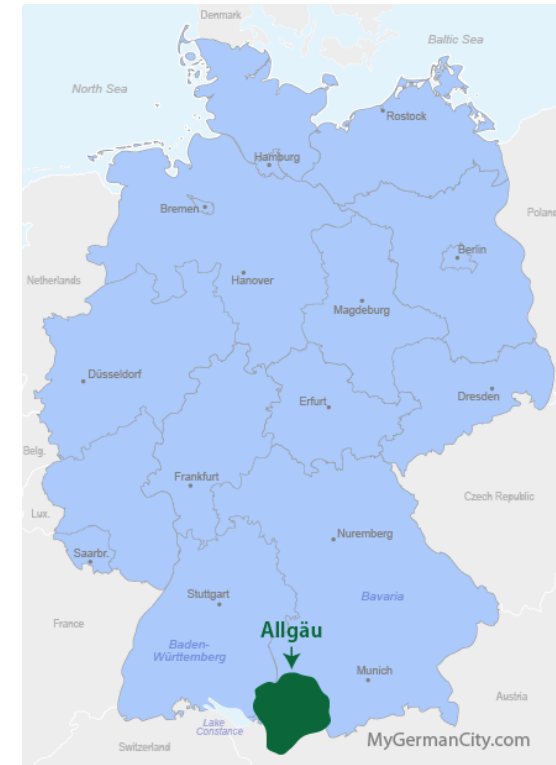 Denmark
Baltic Sea
North Sea
Rostock
Hamburg
Bremen
Poland
Berlin
Netherlands
Hanover
Magdeburg
Düsseldorf
Erfurt
Dresden
Belg.
Frankfurt
Czech Republic
Lux.
Nuremberg
Saarbr.
Stuttgart
Bavaria
France
Allgäu
Baden-
Württemberg
Munich
Austria
Lake
Constance
Switzerland
MyGermanCity.com